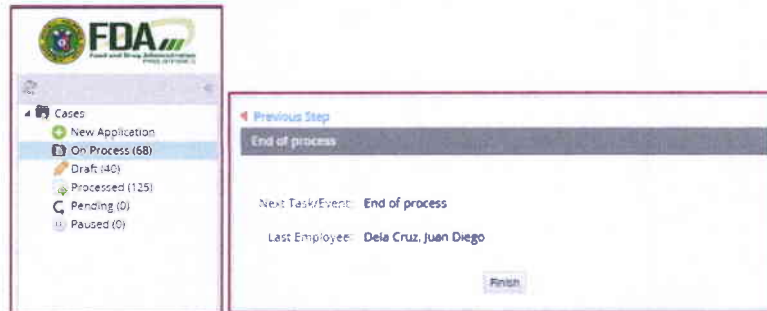 FDA
Food and Drug Administration
PHILIPPINES
Cases
New Application
On Process (68)
Draft (40)
Processed (125)
Pending (0)
Paused (0)
Previous Step
End of process
Next Task/Event: End of process
Last Employee: Dela Cruz, Juan Diego
Finish